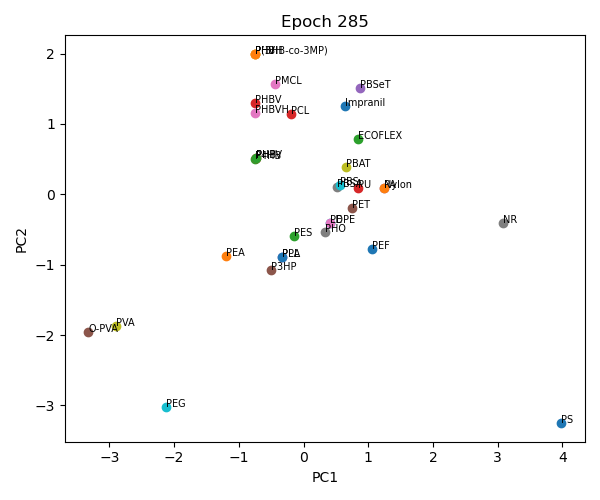 Epoch 285
P(3HB-co-3MP)
PMCL
PBSeT
PHBV
Impranil
PHBVH
PCL
ECOFLEX
PBAT
PBS
PBSA
PU
PA
Nylon
PET
PE
LDPE
NR
PHO
PES
PEF
PEA
PLA
P3HP
PVA
O-PVA
PEG
PS
PC1
PC2
−3
−2
−1
0
1
2
3
4
2
1
0
−1
−2
−3